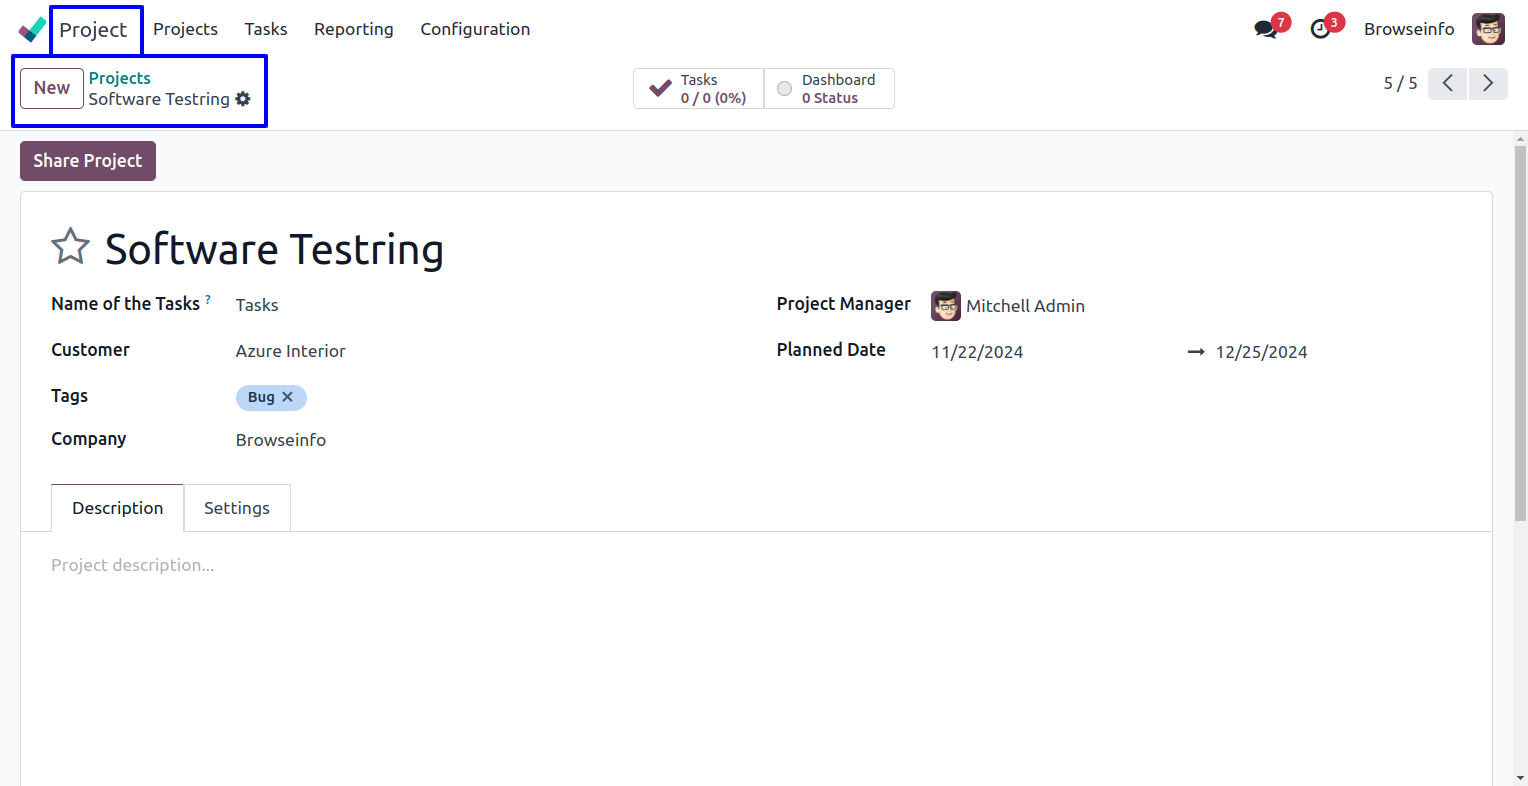 Project Projects Tasks Reporting Configuration 7 3 Browseinfo
New Projects
Software Testring
Tasks
0 / 0 (0%)
Dashboard
0 Status
5 / 5
Share Project
Software Testring
Name of the Tasks ? Tasks
Project Manager Mitchell Admin
Customer Azure Interior
Planned Date 11/22/2024 → 12/25/2024
Tags Bug ✕
Company Browseinfo
Description Settings
Project description...